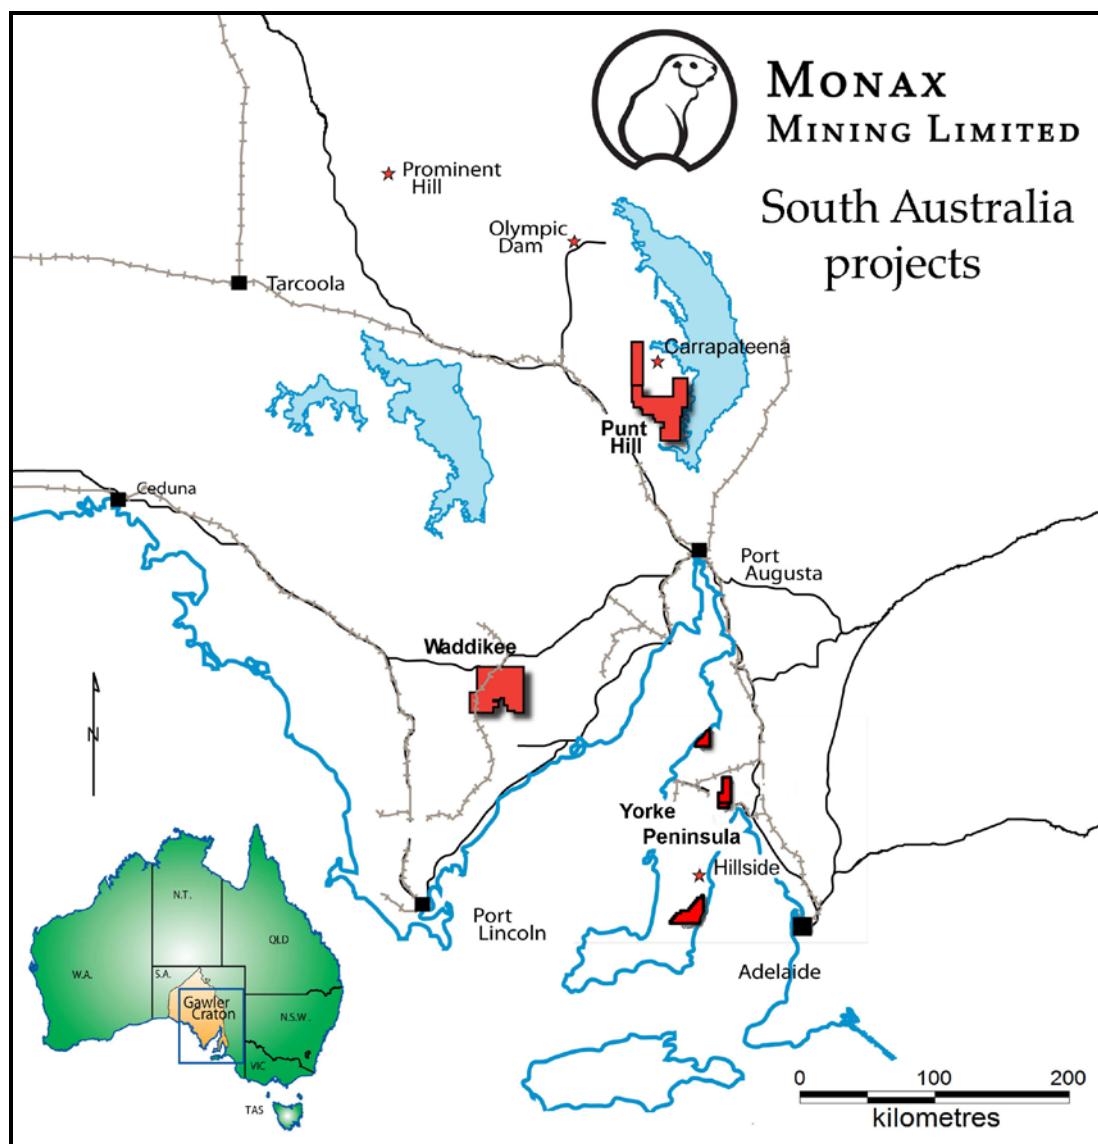 MONAX
MINING LIMITED
South Australia
projects
Prominent
Hill
Olympic
Dam
Tarcoola
Carrapateena
Punt
Hill
Ceduna
Port
Augusta
Waddikee
N
Yorke
Peninsula
Hillside
Port
Lincoln
Adelaide
N.T.
QLD
W.A.
S.A.
Gawler
Craton
N.S.W.
VIC
TAS
0 100 200
kilometres